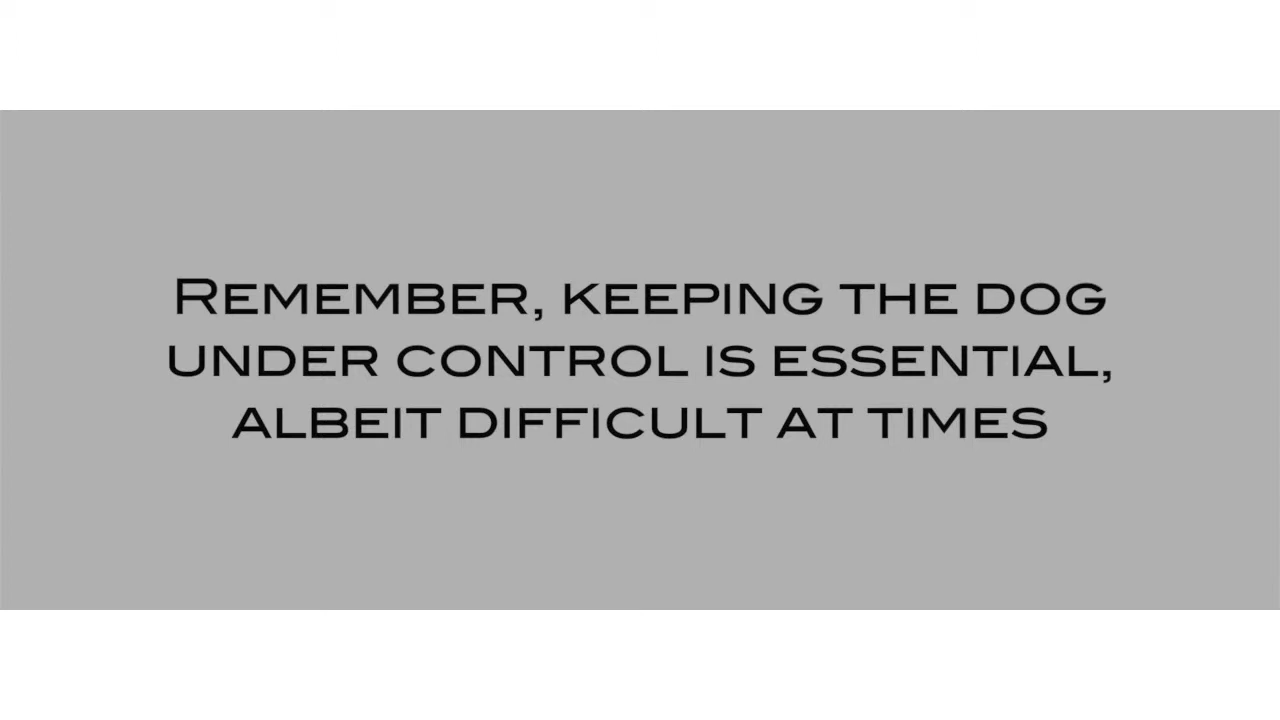 Remember, keeping the dog
under control is essential,
albeit difficult at times